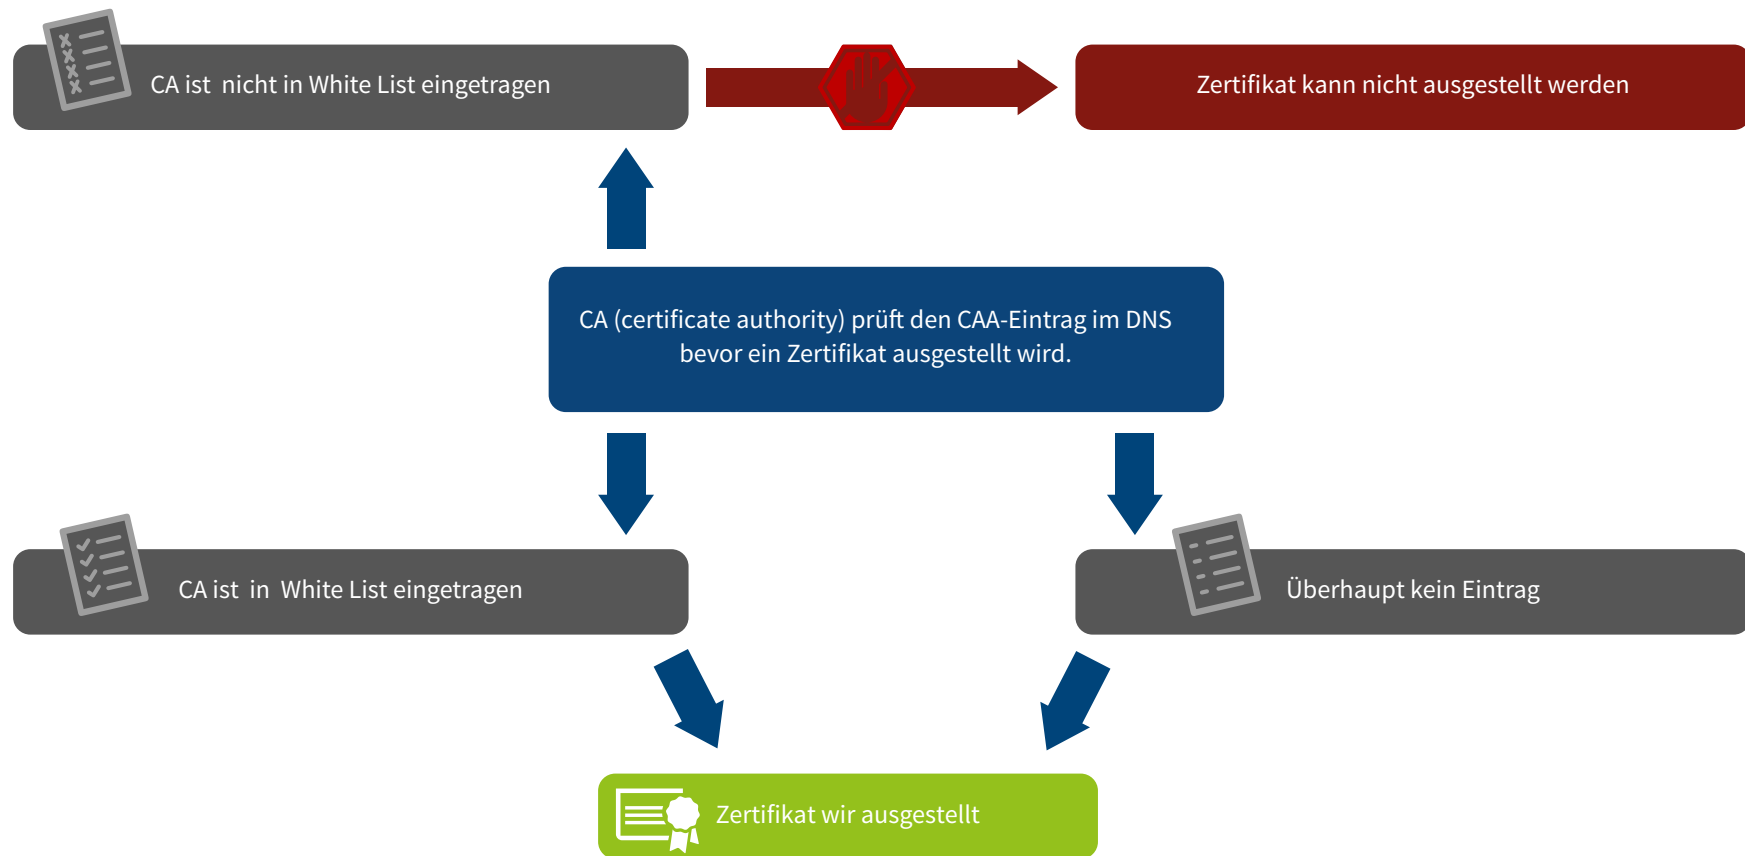 CA ist  nicht in White List eingetragen
Zertifikat kann nicht ausgestellt werden
CA (certificate authority) prüft den CAA-Eintrag im DNS
bevor ein Zertifikat ausgestellt wird.
CA ist  in  White List eingetragen
Überhaupt kein Eintrag
Zertifikat wir ausgestellt